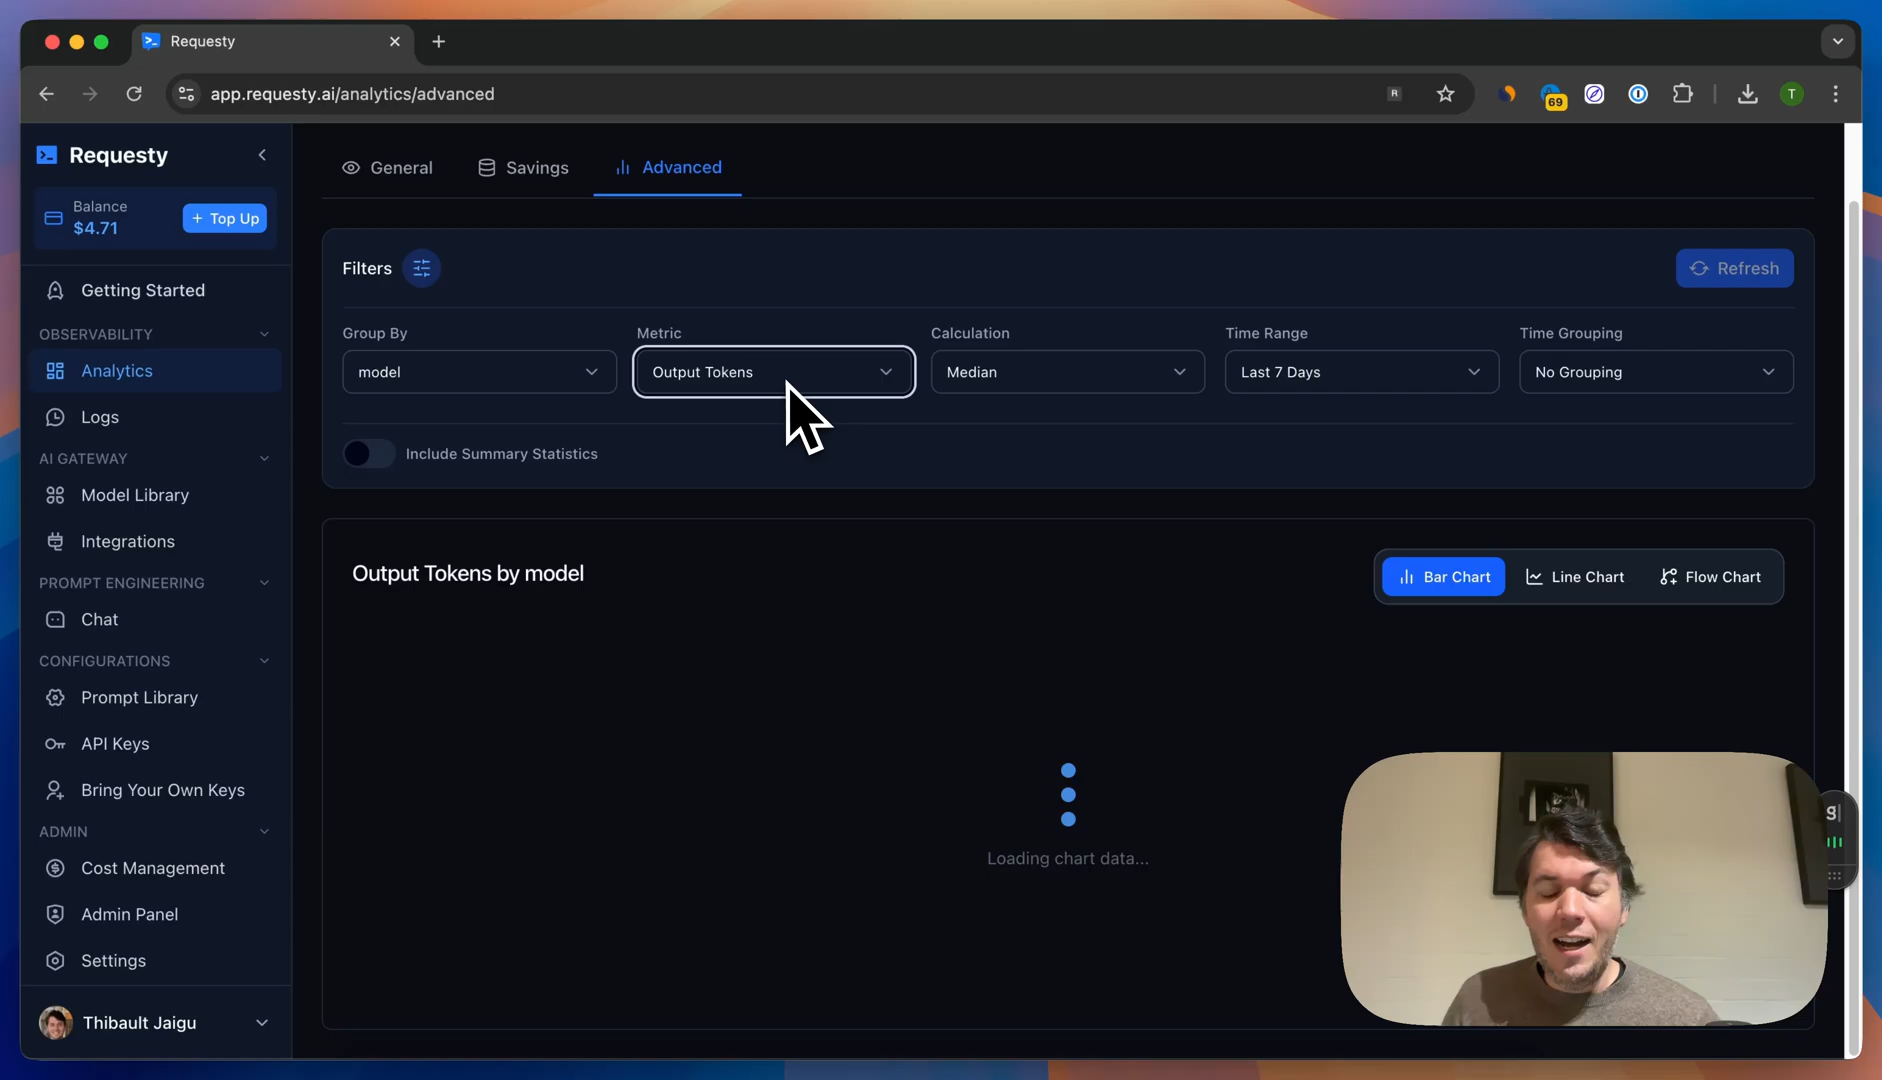 Requesty
app.requesty.ai/analytics/advanced
R
69
T
Requesty
Balance
$4.71
+ Top Up
Getting Started
OBSERVABILITY
Analytics
Logs
AI GATEWAY
Model Library
Integrations
PROMPT ENGINEERING
Chat
CONFIGURATIONS
Prompt Library
API Keys
Bring Your Own Keys
ADMIN
Cost Management
Admin Panel
Settings
Thibault Jaigu
General
Savings
Advanced
Filters
Refresh
Group By
Metric
Calculation
Time Range
Time Grouping
model
Output Tokens
Median
Last 7 Days
No Grouping
Include Summary Statistics
Output Tokens by model
Bar Chart
Line Chart
Flow Chart
Loading chart data...
g